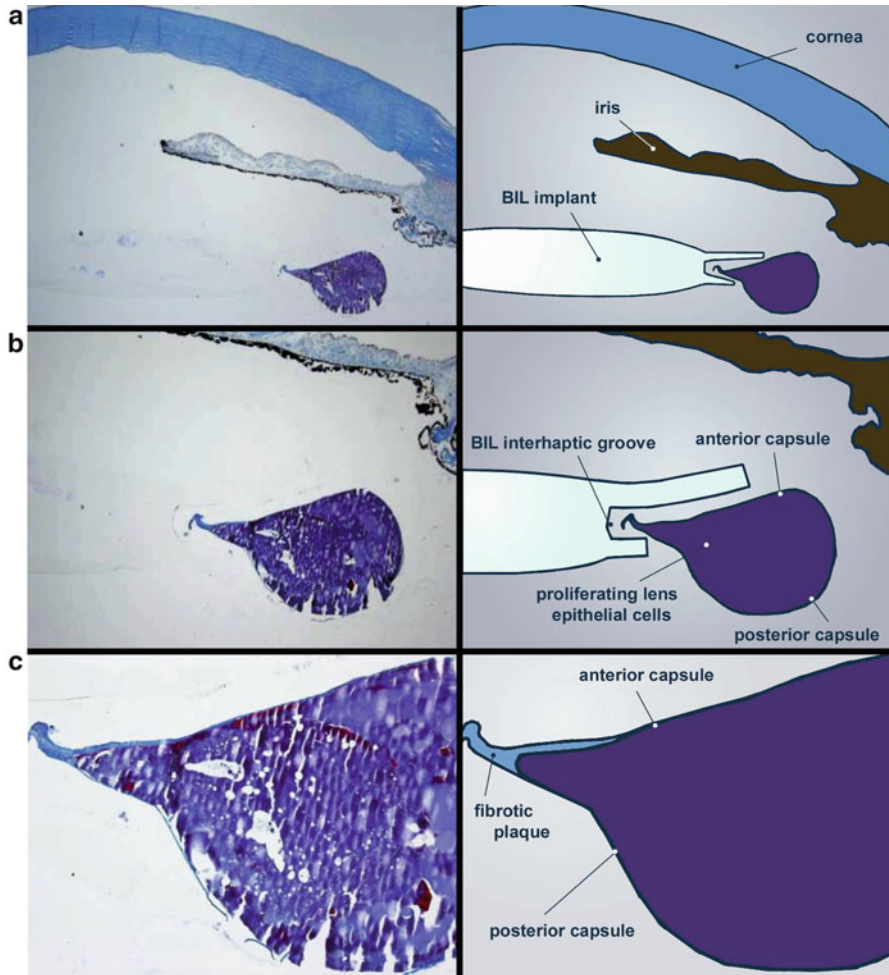 a
cornea
iris
BIL implant
b
BIL interhaptic groove
anterior capsule
proliferating lens
epithelial cells
posterior capsule
c
anterior capsule
fibrotic
plaque
posterior capsule